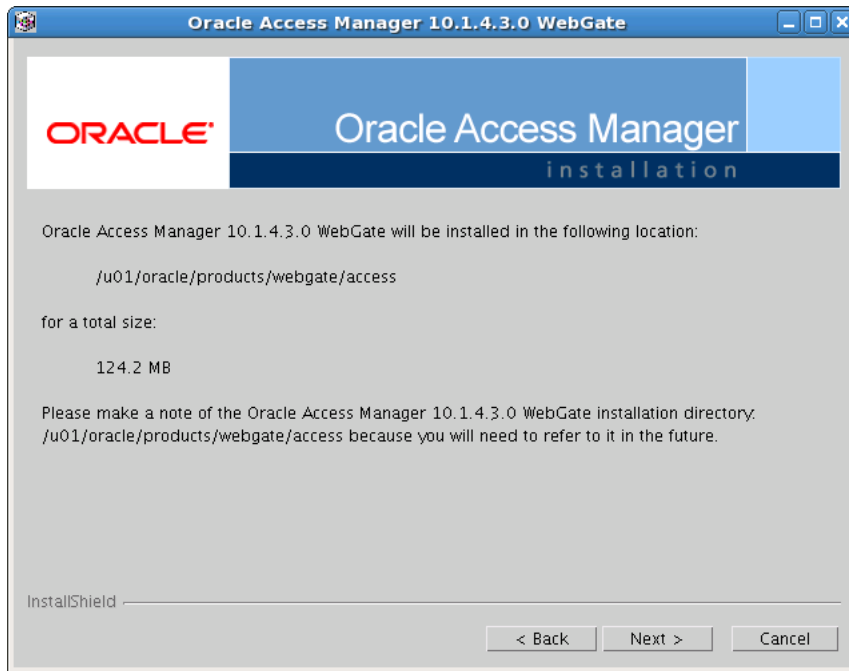 Oracle Access Manager 10.1.4.3.0 WebGate
ORACLE®
Oracle Access Manager
installation
Oracle Access Manager 10.1.4.3.0 WebGate will be installed in the following location:
/u01/oracle/products/webgate/access
for a total size:
124.2 MB
Please make a note of the Oracle Access Manager 10.1.4.3.0 WebGate installation directory:
/u01/oracle/products/webgate/access because you will need to refer to it in the future.
InstallShield
< Back
Next >
Cancel